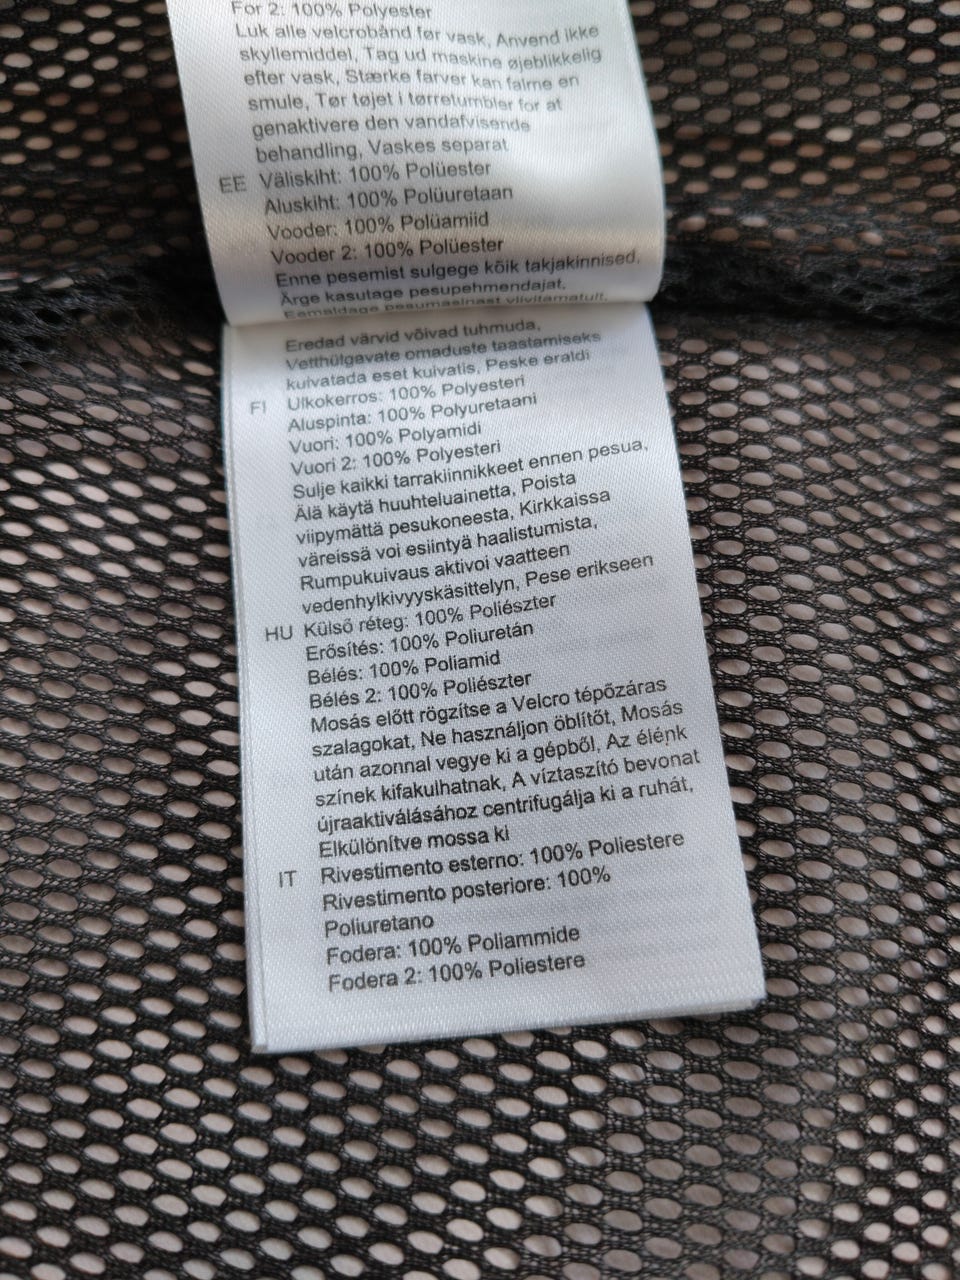 For 2: 100% Polyester
Luk alle velcrobånd før vask, Anvend ikke
skyllemiddel, Tag ud maskine øjeblikkelig
efter vask, Stærke farver kan falme en
smule, Tør tøjet i tørretumbler for at
genaktivere den vandafvisende
behandling, Vaskes separat
EE Väliskiht: 100% Polüester
Aluskiht: 100% Polüuretaan
Vooder: 100% Polüamiid
Vooder 2: 100% Polüester
Enne pesemist sulgege kõik takjakinnised,
Ärge kasutage pesupehmendajat,
Eemaldage pesumasinast viivitamatult,
Eredad värvid võivad tuhmuda,
Vetthülgavate omaduste taastamiseks
kuivatada eset kuivatis, Peske eraldi
FI Ulkokerros: 100% Polyesteri
Aluspinta: 100% Polyuretaani
Vuori: 100% Polyamidi
Vuori 2: 100% Polyesteri
Sulje kaikki tarrakiinnikkeet ennen pesua,
Älä käytä huuhteluainetta, Poista
viipymättä pesukoneesta, Kirkkaissa
väreissä voi esiintyä haalistumista,
Rumpukuivaus aktivoi vaatteen
vedenhylkivyyskäsittelyn, Pese erikseen
HU Külső réteg: 100% Poliészter
Erősítés: 100% Poliuretán
Bélés: 100% Poliamid
Bélés 2: 100% Poliészter
Mosás előtt rögzítse a Velcro tépőzáras
szalagokat, Ne használjon öblítőt, Mosás
után azonnal vegye ki a gépből, Az élénk
színek kifakulhatnak, A víztaszító bevonat
újraaktiválásához centrifugálja ki a ruhát,
Elkülönítve mossa ki
IT Rivestimento esterno: 100% Poliestere
Rivestimento posteriore: 100%
Poliuretano
Fodera: 100% Poliammide
Fodera 2: 100% Poliestere